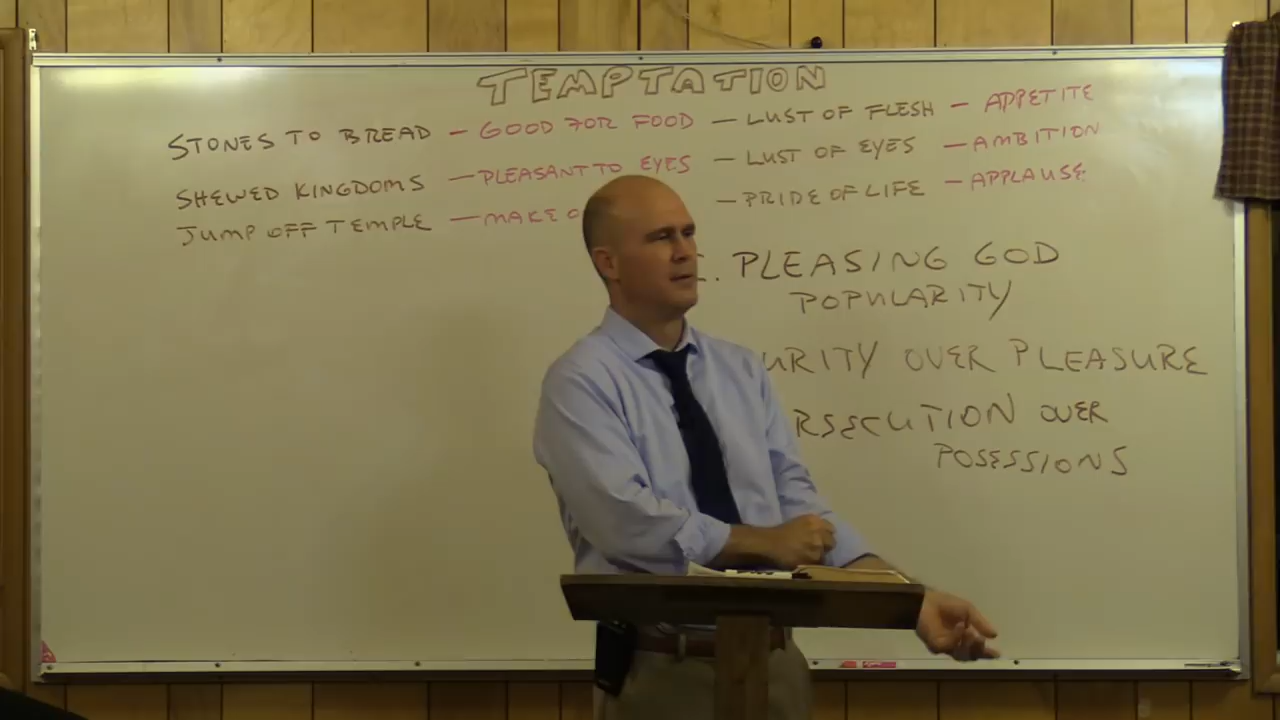 TEMPTATION
STONES TO BREAD - GOOD FOR FOOD - LUST OF FLESH - APPETITE
SHEWED KINGDOMS - PLEASANT TO EYES - LUST OF EYES - AMBITION
JUMP OFF TEMPLE - MAKE - PRIDE OF LIFE - APPLAUSE
PLEASING GOD
POPULARITY
URITY OVER PLEASURE
RSECUTION OVER
POSESSIONS